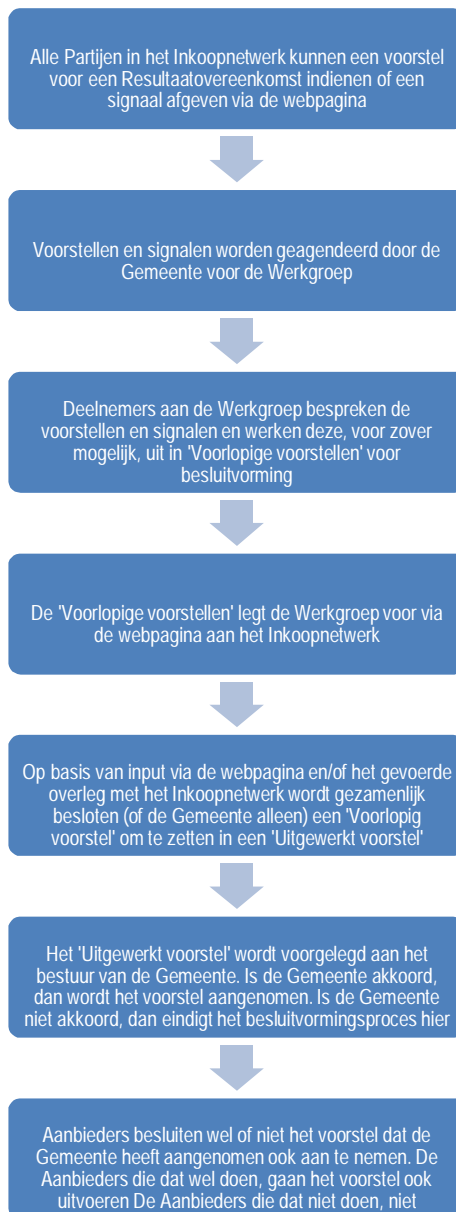 Alle Partijen in het Inkoopnetwerk kunnen een voorstel
voor een Resultaatovereenkomst indienen of een
signaal afgeven via de webpagina
Voorstellen en signalen worden geagendeerd door de
Gemeente voor de Werkgroep
Deelnemers aan de Werkgroep bespreken de
voorstellen en signalen en werken deze, voor zover
mogelijk, uit in 'Voorlopige voorstellen' voor
besluitvorming
De 'Voorlopige voorstellen' legt de Werkgroep voor via
de webpagina aan het Inkoopnetwerk
Op basis van input via de webpagina en/of het gevoerde
overleg met het Inkoopnetwerk wordt gezamenlijk
besloten (of de Gemeente alleen) een 'Voorlopig
voorstel' om te zetten in een 'Uitgewerkt voorstel'
Het 'Uitgewerkt voorstel' wordt voorgelegd aan het
bestuur van de Gemeente. Is de Gemeente akkoord,
dan wordt het voorstel aangenomen. Is de Gemeente
niet akkoord, dan eindigt het besluitvormingsproces hier
Aanbieders besluiten wel of niet het voorstel dat de
Gemeente heeft aangenomen ook aan te nemen. De
Aanbieders die dat wel doen, gaan het voorstel ook
uitvoeren De Aanbieders die dat niet doen, niet